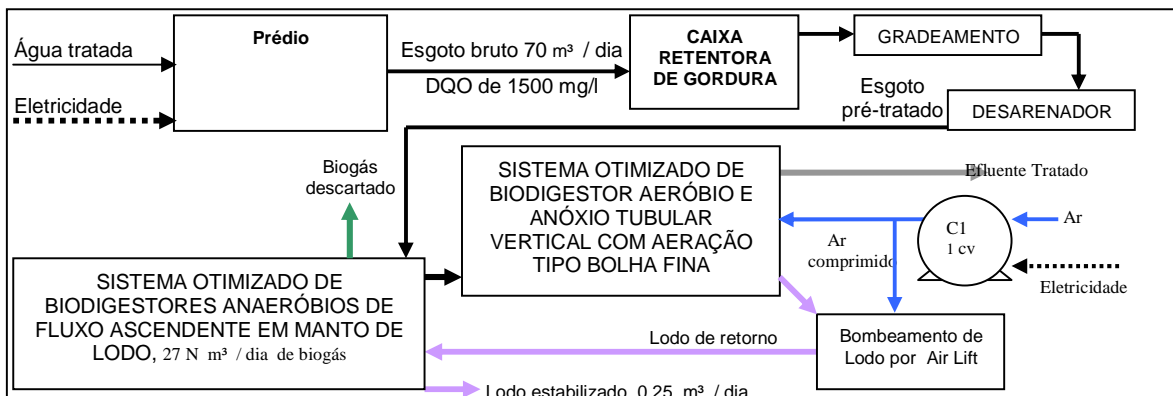 Água tratada
Eletricidade
Prédio
Esgoto bruto 70 m³ / dia
DQO de 1500 mg/l
CAIXA
RETENTORA
DE GORDURA
GRADEAMENTO
Esgoto
pré-tratado
DESARENADOR
Biogás
descartado
SISTEMA OTIMIZADO DE
BIODIGESTOR AERÓBIO E
ANÓXIO TUBULAR
VERTICAL COM AERAÇÃO
TIPO BOLHA FINA
Efluente Tratado
C1
1 cv
Ar
Ar
comprimido
Eletricidade
SISTEMA OTIMIZADO DE
BIODIGESTORES ANAERÓBIOS DE
FLUXO ASCENDENTE EM MANTO DE
LODO, 27 N m³ / dia de biogás
Lodo de retorno
Bombeamento de
Lodo por Air Lift
Lodo estabilizado 0,25 m³ / dia